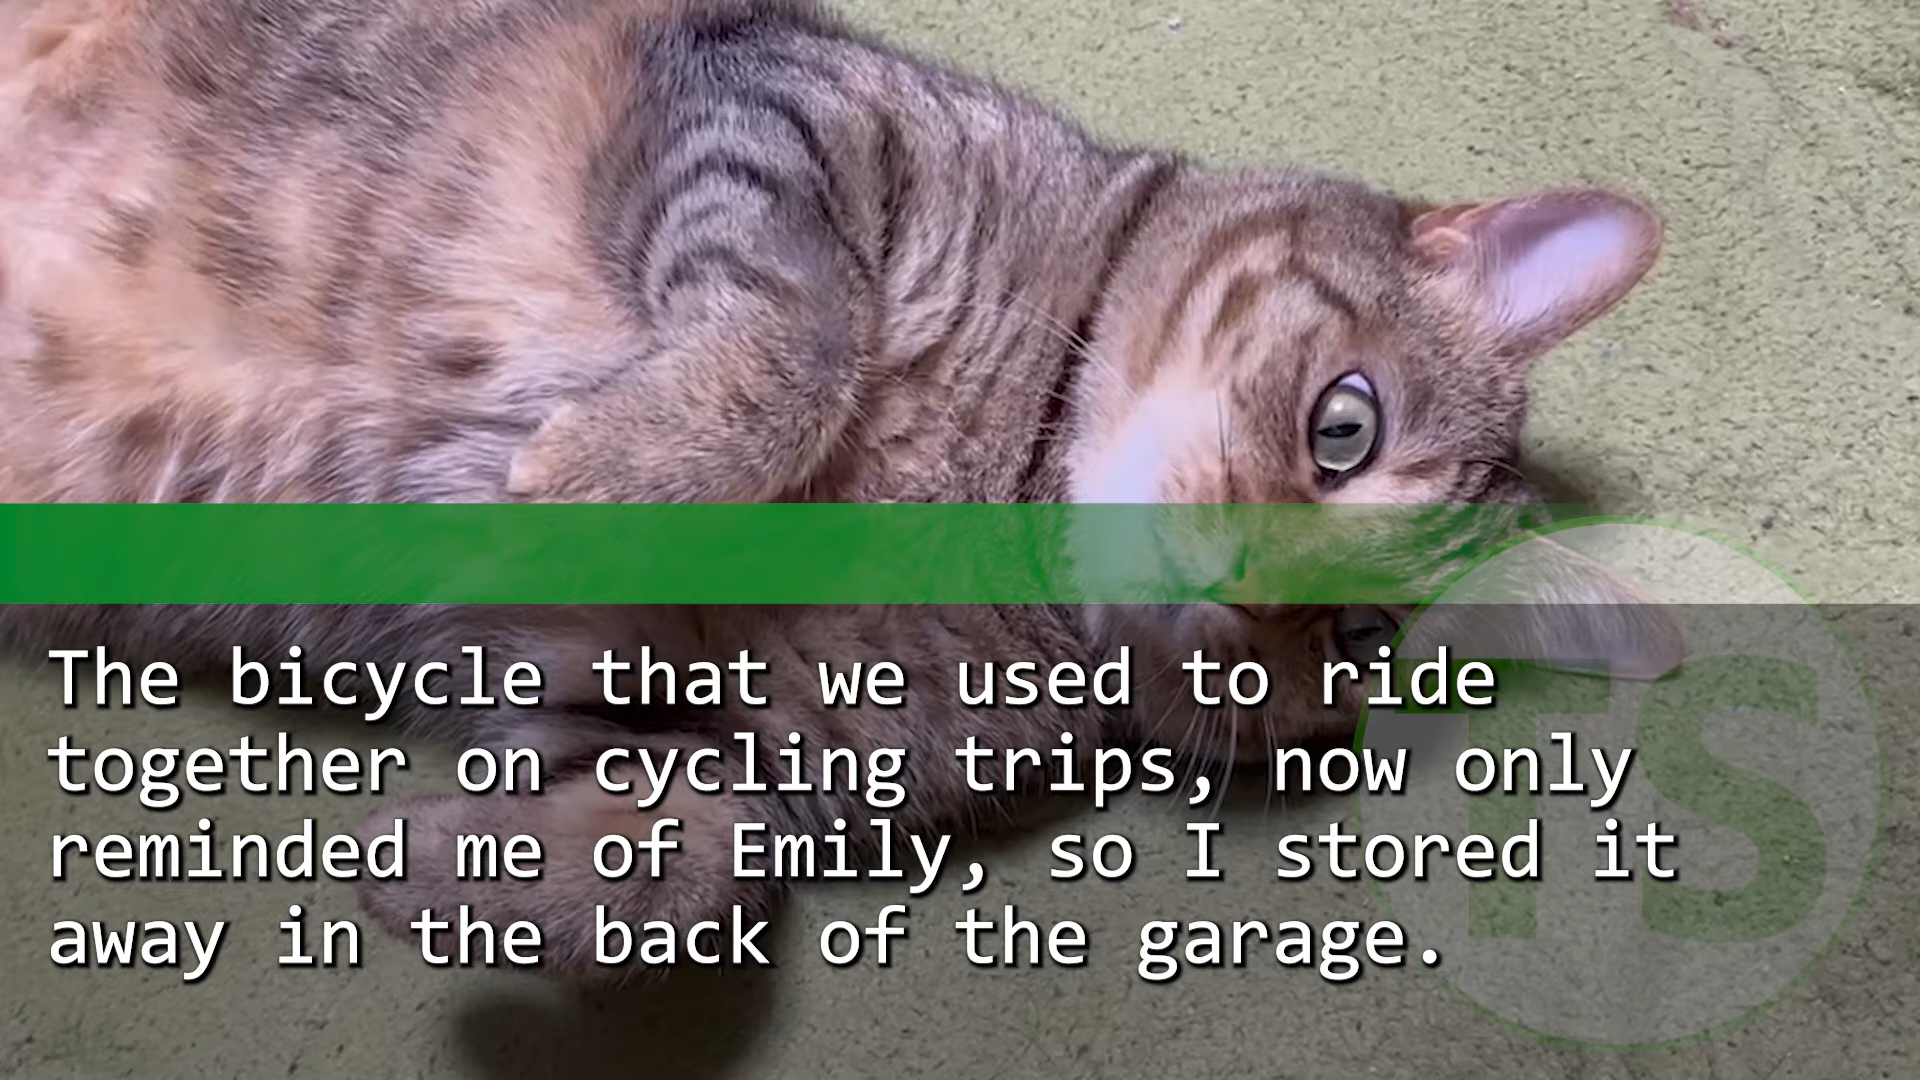 The bicycle that we used to ride
together on cycling trips, now only
reminded me of Emily, so I stored it
away in the back of the garage.
TS